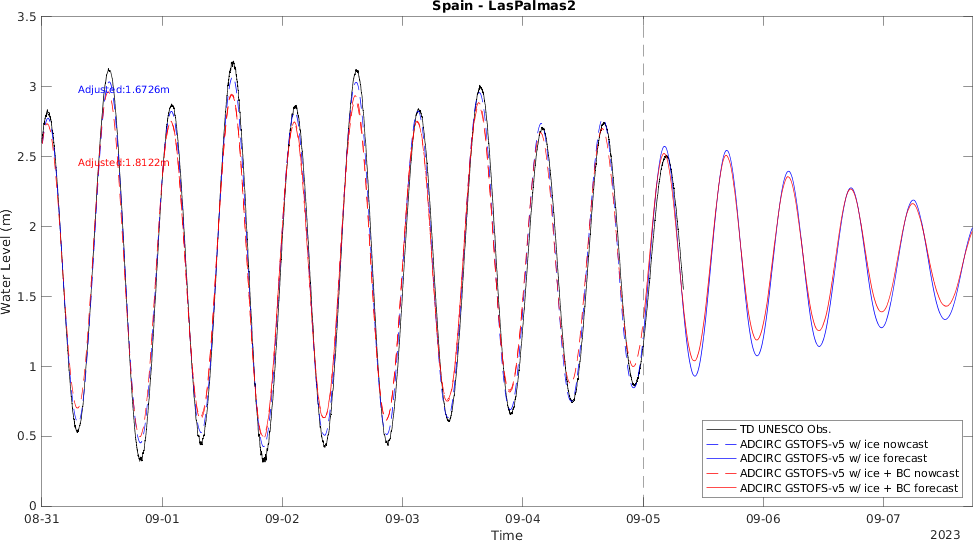 Spain - LasPalmas2
3.5
3
2.5
2
1.5
1
0.5
0
Water Level (m)
Adjusted:1.6726m
Adjusted:1.8122m
TD UNESCO Obs.
ADCIRC GSTOFS-v5 w/ ice nowcast
ADCIRC GSTOFS-v5 w/ ice forecast
ADCIRC GSTOFS-v5 w/ ice + BC nowcast
ADCIRC GSTOFS-v5 w/ ice + BC forecast
08-31 09-01 09-02 09-03 09-04 09-05 09-06 09-07
Time
2023